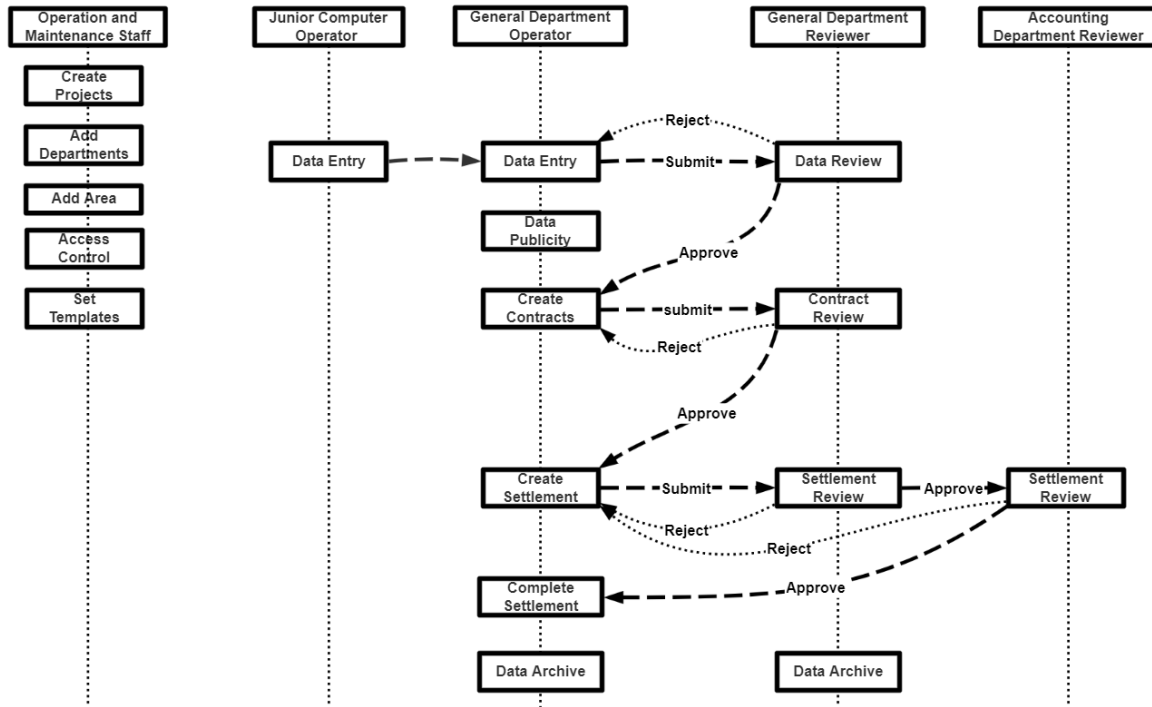 Operation and
Maintenance Staff
Junior Computer
Operator
General Department
Operator
General Department
Reviewer
Accounting
Department Reviewer
Create
Projects
Reject
Add
Departments
Data Entry
Data Entry
Submit
Data Review
Add Area
Data
Publicity
Access
Control
Approve
Set
Templates
Create
Contracts
submit
Contract
Review
Reject
Approve
Create
Settlement
Submit
Settlement
Review
Approve
Settlement
Review
Reject
Reject
Complete
Settlement
Approve
Data Archive
Data Archive